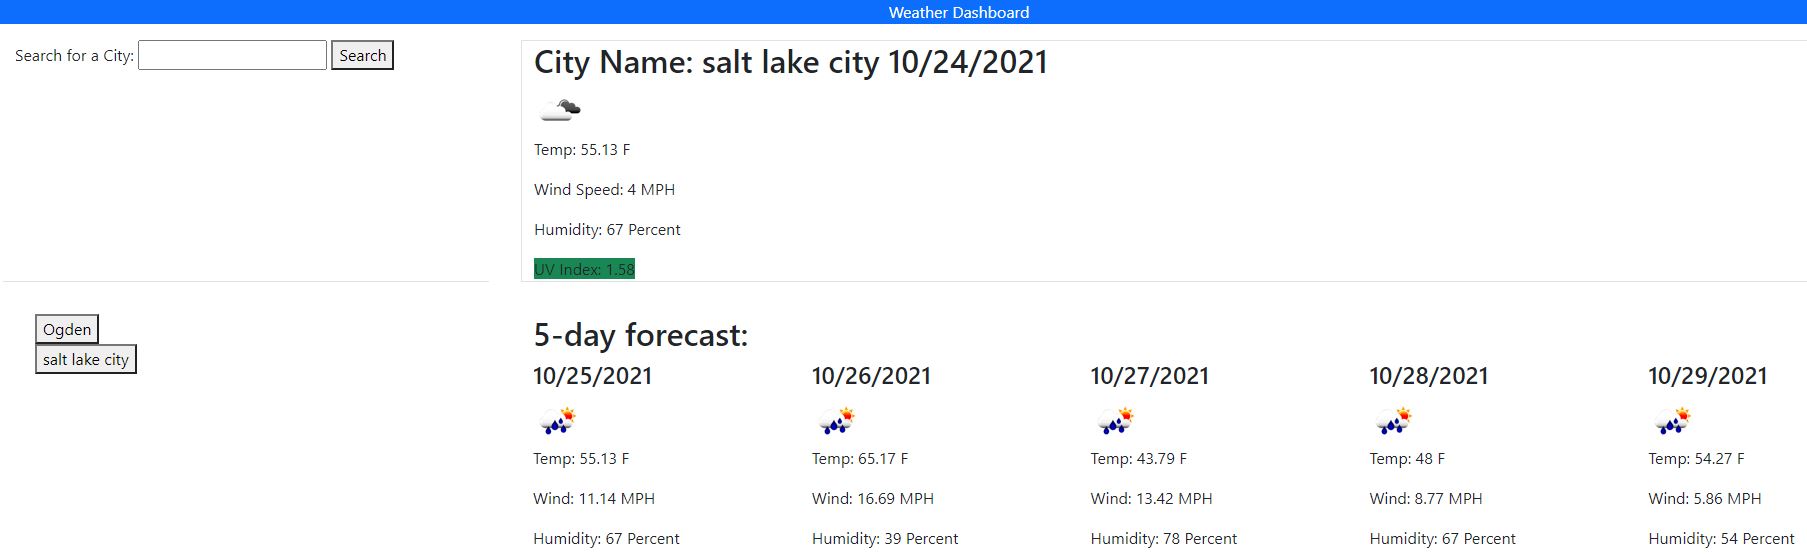 Weather Dashboard
Search for a City: Search
City Name: salt lake city 10/24/2021
Temp: 55.13 F
Wind Speed: 4 MPH
Humidity: 67 Percent
UV Index: 1.58
Ogden
salt lake city
5-day forecast:
10/25/2021 10/26/2021 10/27/2021 10/28/2021 10/29/2021
Temp: 55.13 F Temp: 65.17 F Temp: 43.79 F Temp: 48 F Temp: 54.27 F
Wind: 11.14 MPH Wind: 16.69 MPH Wind: 13.42 MPH Wind: 8.77 MPH Wind: 5.86 MPH
Humidity: 67 Percent Humidity: 39 Percent Humidity: 78 Percent Humidity: 67 Percent Humidity: 54 Percent